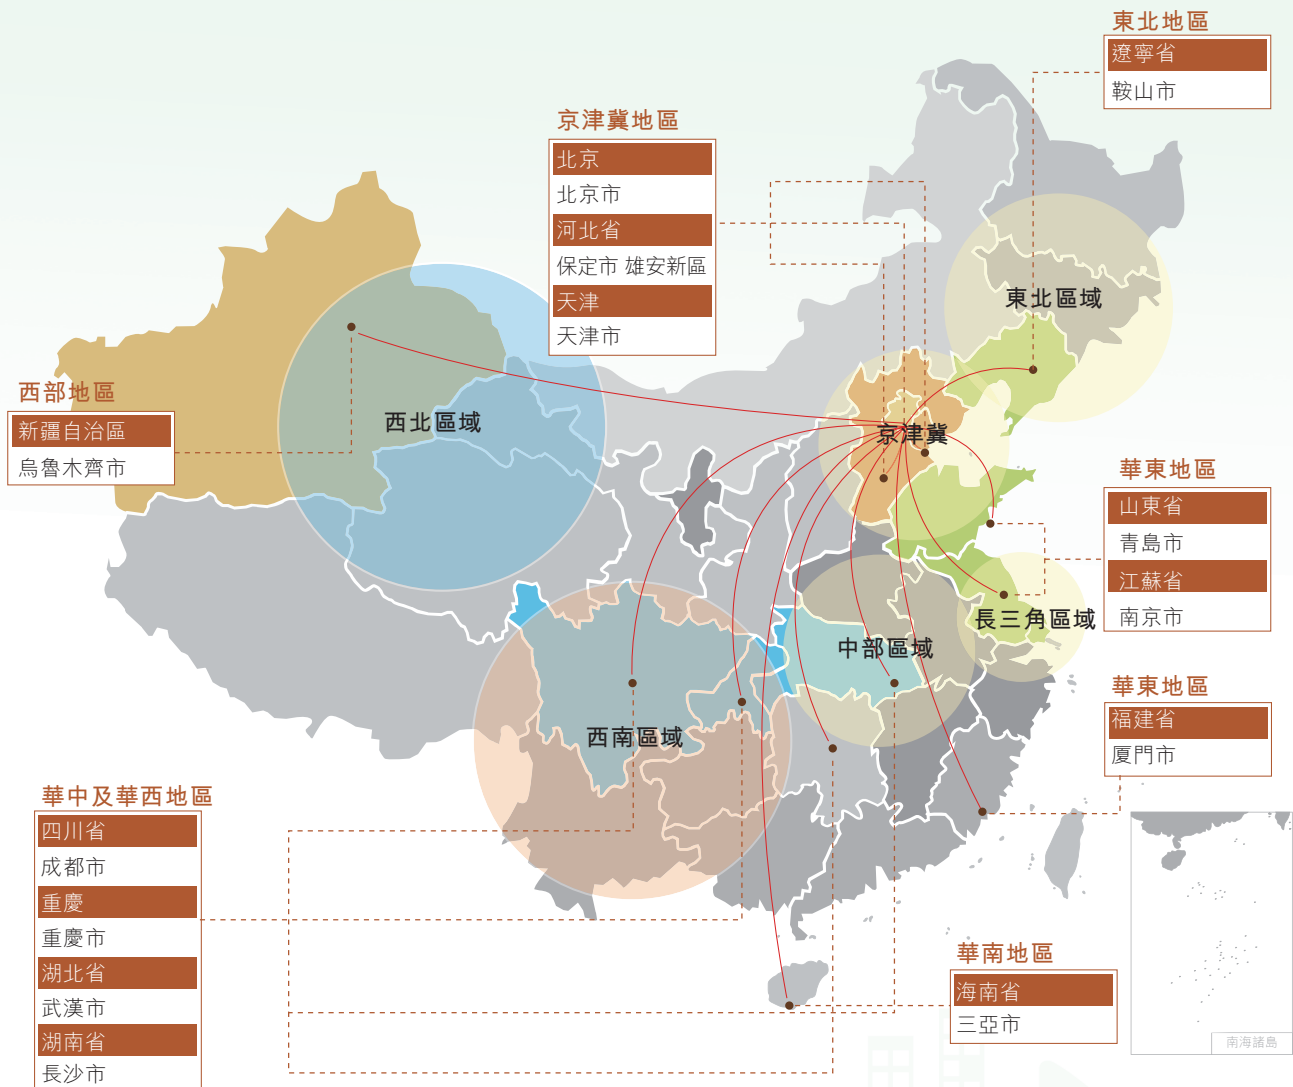 東北地區
遼寧省
鞍山市
京津冀地區
北京
北京市
河北省
保定市 雄安新區
天津
天津市
東北區域
西部地區
新疆自治區
烏魯木齊市
西北區域
京津冀
華東地區
山東省
青島市
江蘇省
南京市
長三角區域
中部區域
華東地區
福建省
厦門市
西南區域
華中及華西地區
四川省
成都市
重慶
重慶市
湖北省
武漢市
湖南省
長沙市
華南地區
海南省
三亞市
南海諸島